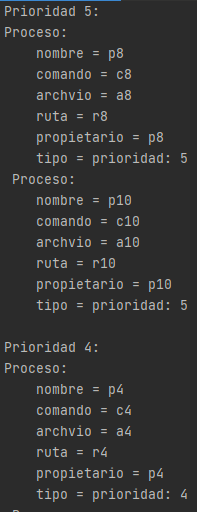 Prioridad 5:
Proceso:
    nombre = p8
    comando = c8
    archvio = a8
    ruta = r8
    propietario = p8
    tipo = prioridad: 5
 Proceso:
    nombre = p10
    comando = c10
    archvio = a10
    ruta = r10
    propietario = p10
    tipo = prioridad: 5

Prioridad 4:
Proceso:
    nombre = p4
    comando = c4
    archvio = a4
    ruta = r4
    propietario = p4
    tipo = prioridad: 4